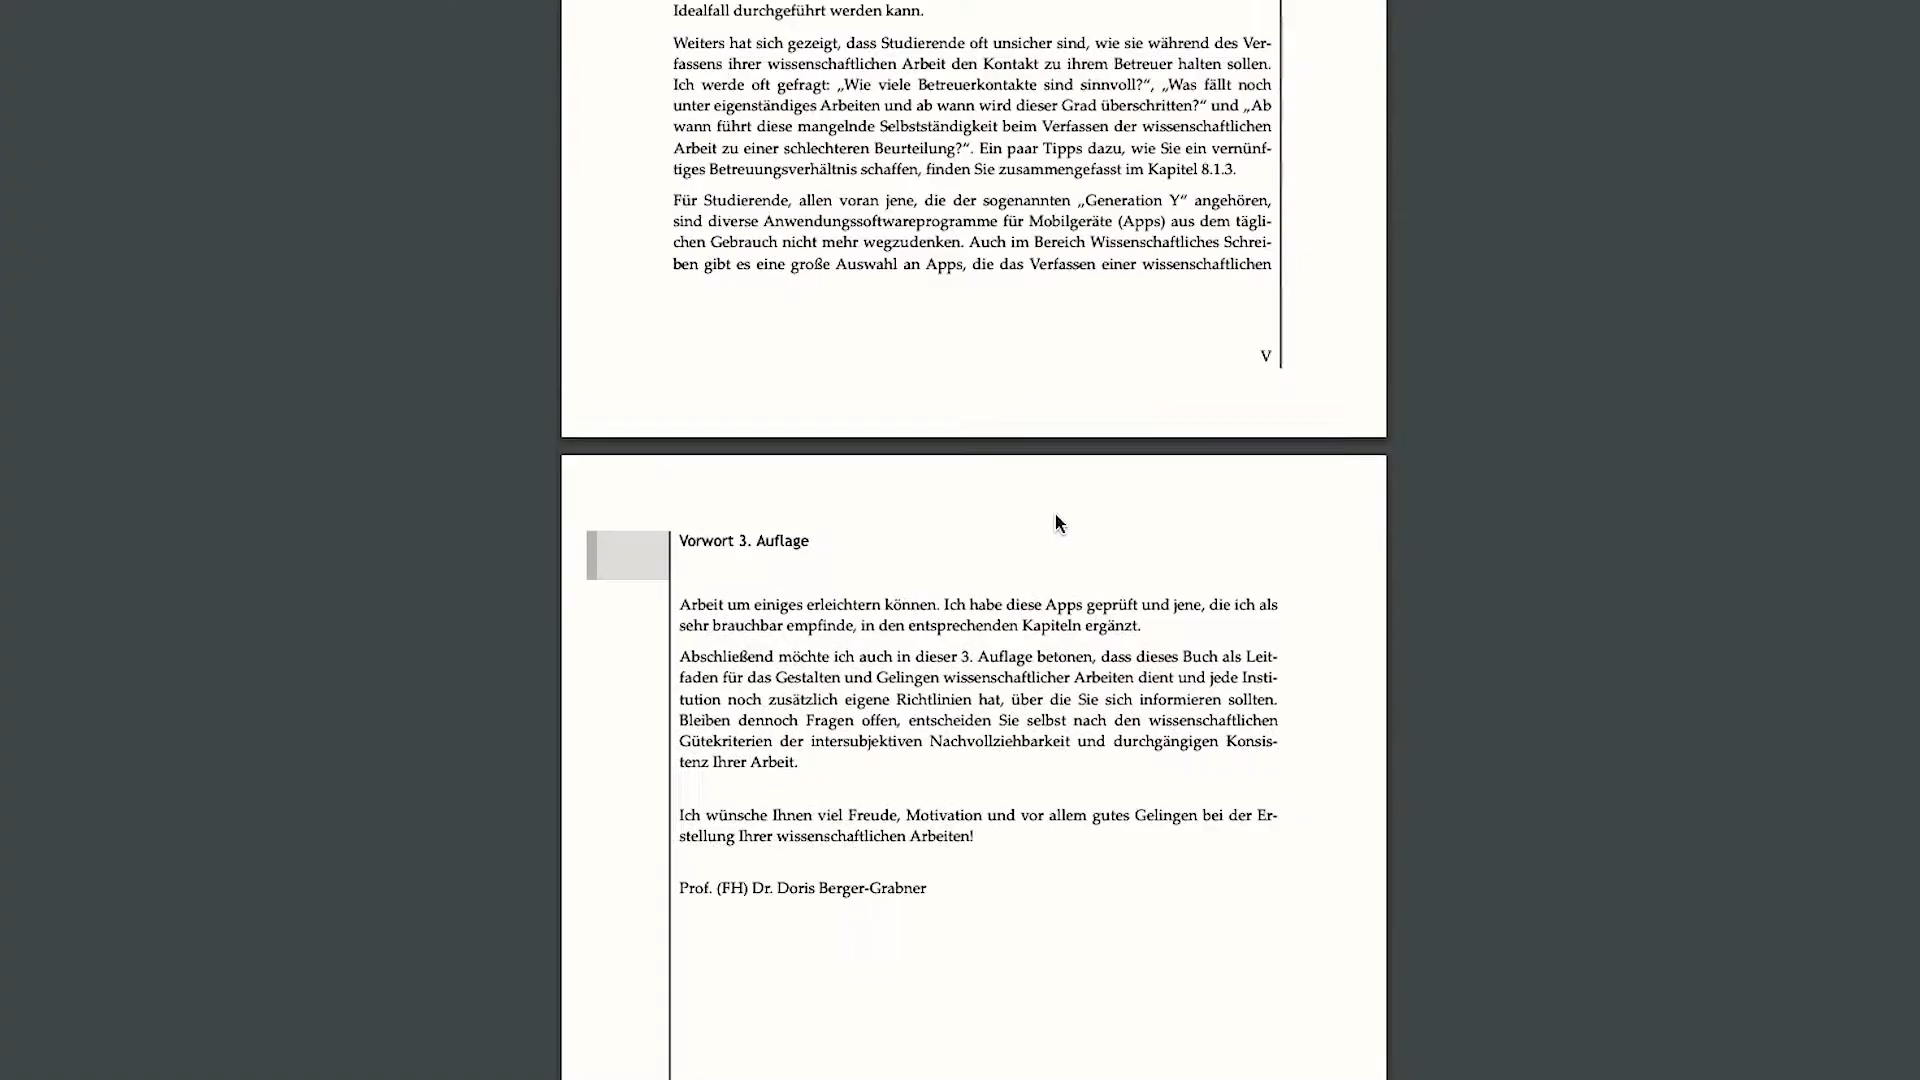 Idealfall durchgeführt werden kann.
Weiters hat sich gezeigt, dass Studierende oft unsicher sind, wie sie während des Ver-
fassens ihrer wissenschaftlichen Arbeit den Kontakt zu ihrem Betreuer halten sollen.
Ich werde oft gefragt: „Wie viele Betreuerkontakte sind sinnvoll?“, „Was fällt noch
unter eigenständiges Arbeiten und ab wann wird dieser Grad überschritten?“ und „Ab
wann führt diese mangelnde Selbstständigkeit beim Verfassen der wissenschaftlichen
Arbeit zu einer schlechteren Beurteilung?“. Ein paar Tipps dazu, wie Sie ein vernünf-
tiges Betreuungsverhältnis schaffen, finden Sie zusammengefasst im Kapitel 8.1.3.
Für Studierende, allen voran jene, die der sogenannten „Generation Y“ angehören,
sind diverse Anwendungssoftwareprogramme für Mobilgeräte (Apps) aus dem tägli-
chen Gebrauch nicht mehr wegzudenken. Auch im Bereich Wissenschaftliches Schrei-
ben gibt es eine große Auswahl an Apps, die das Verfassen einer wissenschaftlichen
V
Vorwort 3. Auflage
Arbeit um einiges erleichtern können. Ich habe diese Apps geprüft und jene, die ich als
sehr brauchbar empfinde, in den entsprechenden Kapiteln ergänzt.
Abschließend möchte ich auch in dieser 3. Auflage betonen, dass dieses Buch als Leit-
faden für das Gestalten und Gelingen wissenschaftlicher Arbeiten dient und jede Insti-
tution noch zusätzlich eigene Richtlinien hat, über die Sie sich informieren sollten.
Bleiben dennoch Fragen offen, entscheiden Sie selbst nach den wissenschaftlichen
Gütekriterien der intersubjektiven Nachvollziehbarkeit und durchgängigen Konsis-
tenz Ihrer Arbeit.
Ich wünsche Ihnen viel Freude, Motivation und vor allem gutes Gelingen bei der Er-
stellung Ihrer wissenschaftlichen Arbeiten!
Prof. (FH) Dr. Doris Berger-Grabner